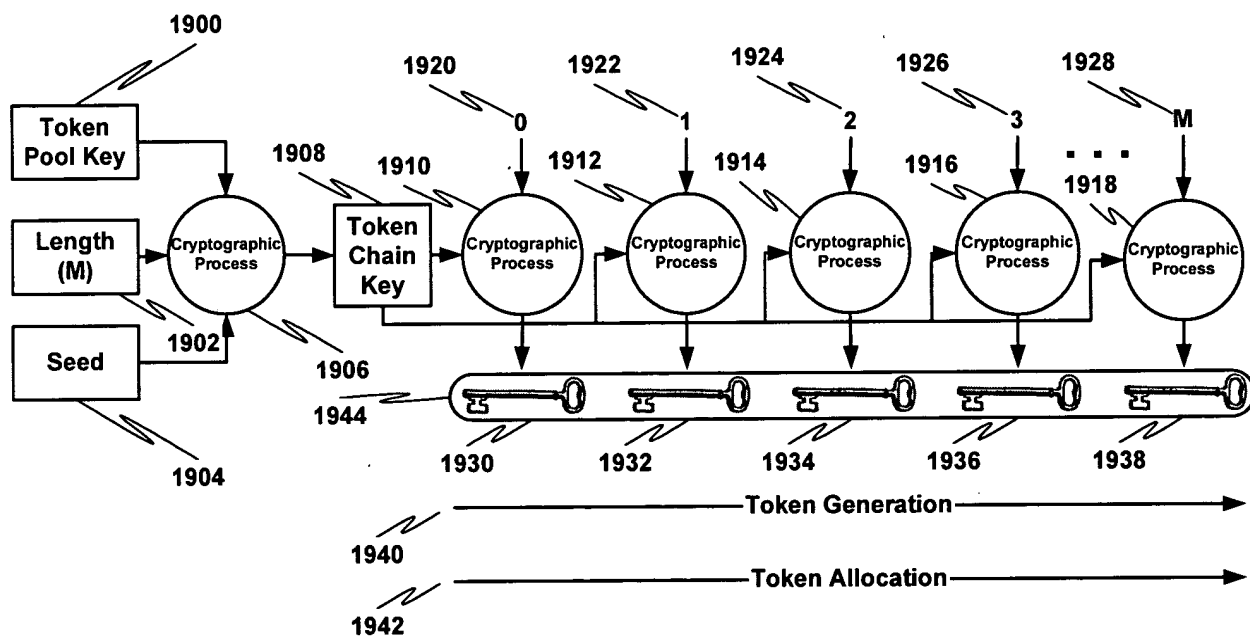 1900
1920
1922
1924
1926
1928
Token
Pool Key
0
1
2
3
M
1908
1910
1912
1914
1916
. . .
1918
Length
(M)
Cryptographic
Process
Token
Chain
Key
Cryptographic
Process
Cryptographic
Process
Cryptographic
Process
Cryptographic
Process
Cryptographic
Process
1902
Seed
1906
1944
1904
1930
1932
1934
1936
1938
Token Generation
1940
Token Allocation
1942